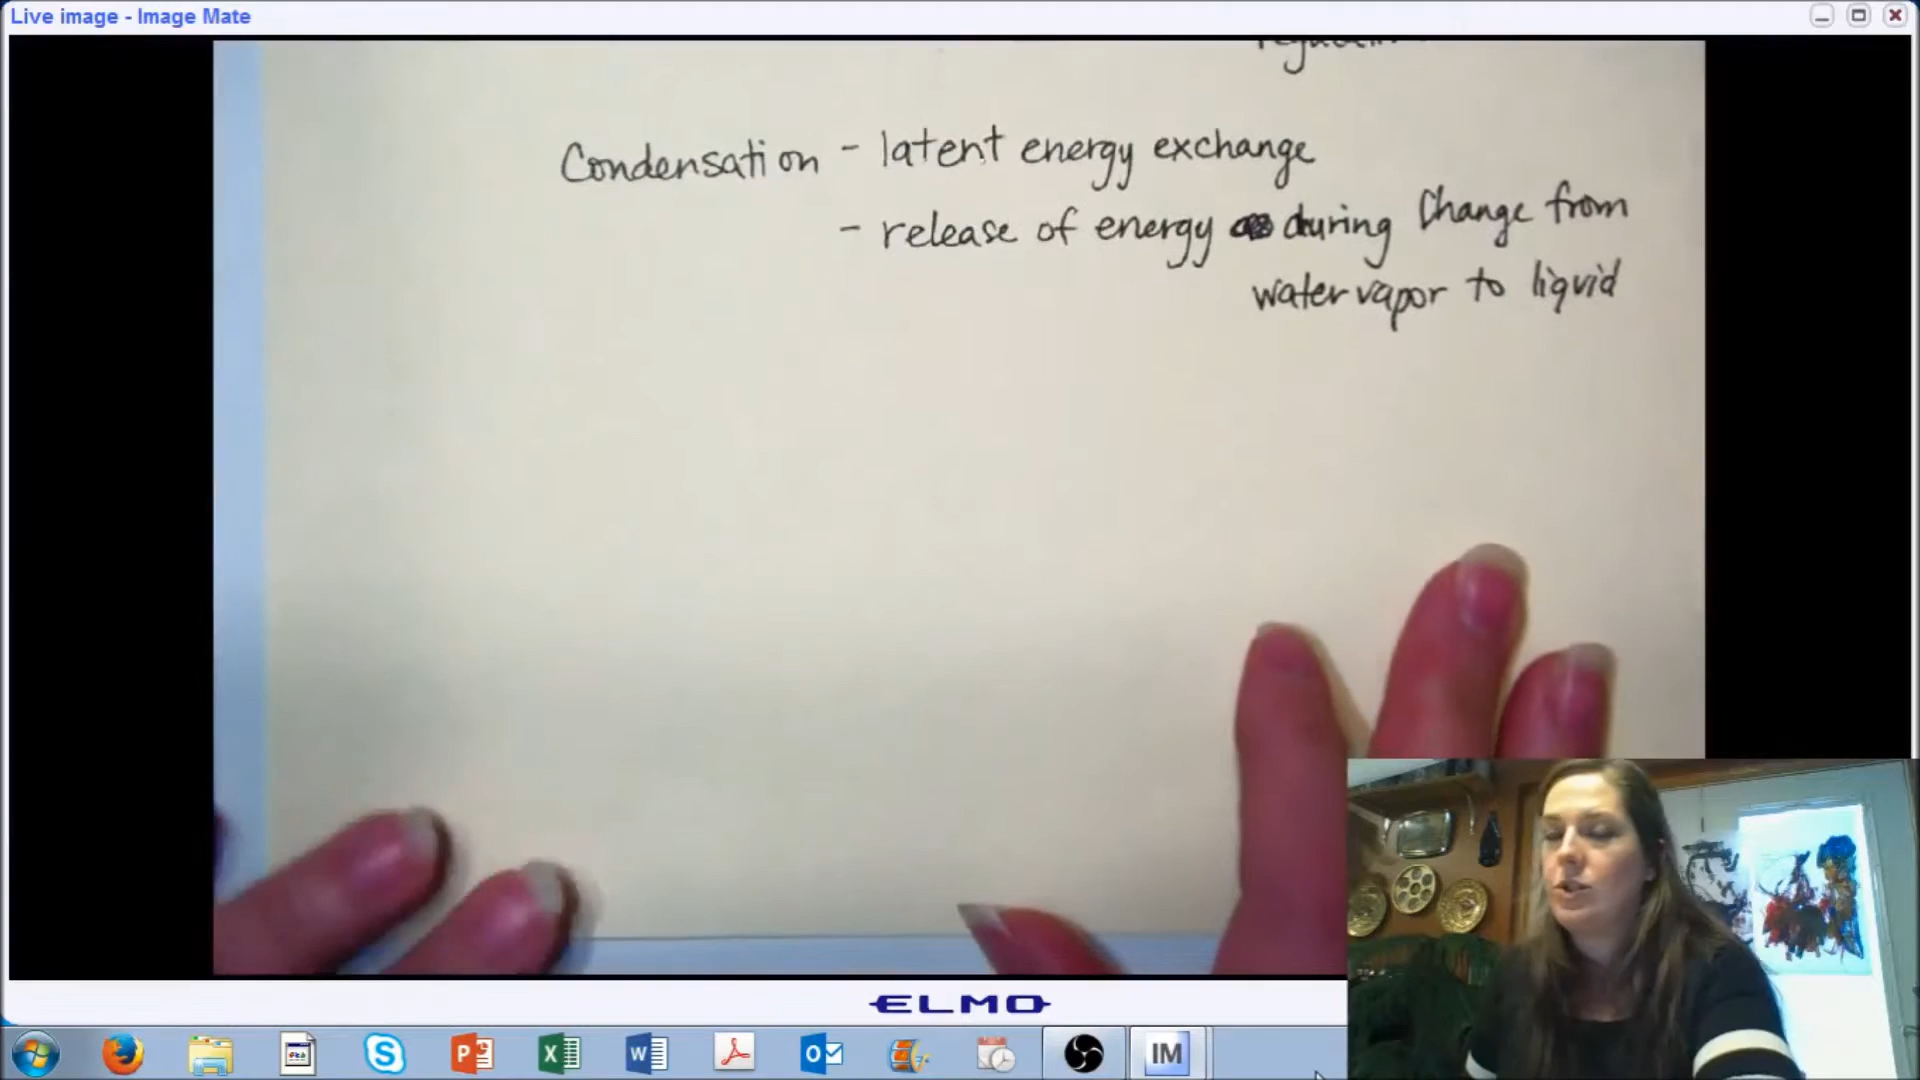 Live image - Image Mate
Condensation - latent energy exchange
- release of energy during Change from
water vapor to liquid
ELMO
IM